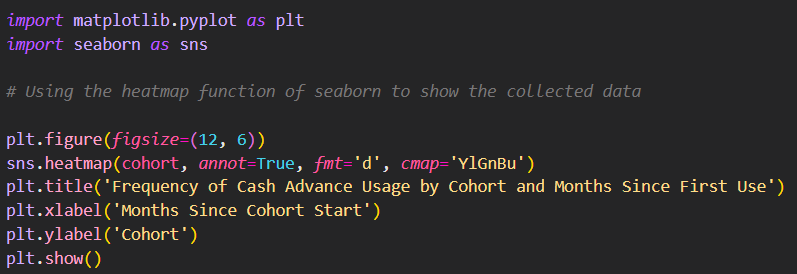 import matplotlib.pyplot as plt
import seaborn as sns
# Using the heatmap function of seaborn to show the collected data
plt.figure(figsize=(12, 6))
sns.heatmap(cohort, annot=True, fmt='d', cmap='YlGnBu')
plt.title('Frequency of Cash Advance Usage by Cohort and Months Since First Use')
plt.xlabel('Months Since Cohort Start')
plt.ylabel('Cohort')
plt.show()